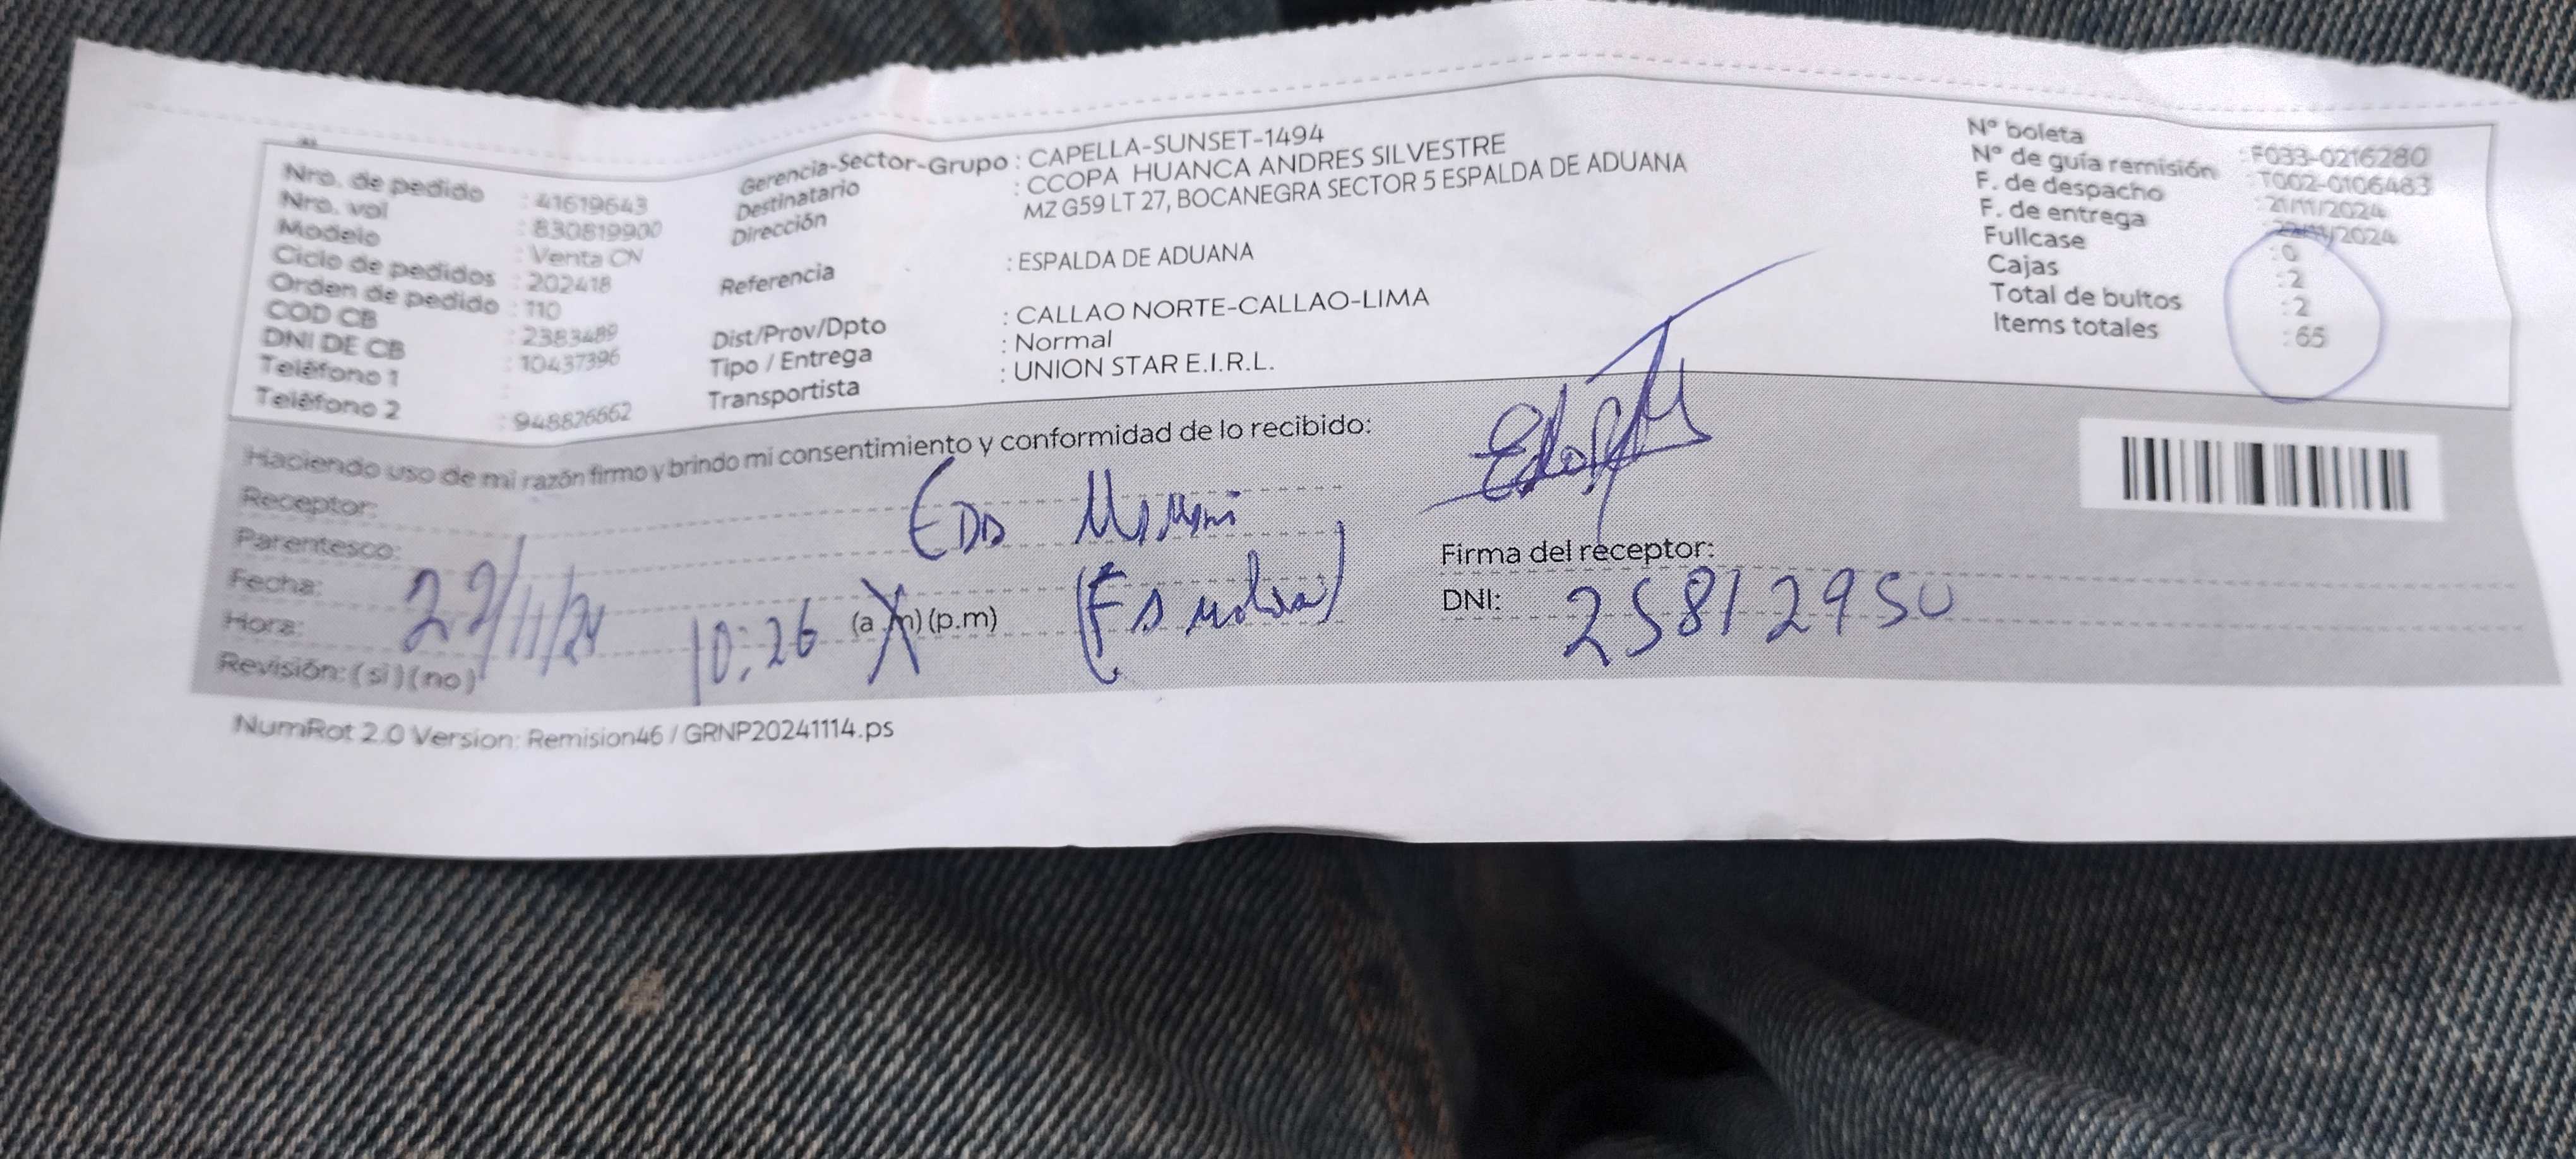 Nro. de pedido : 41619643
Nro. vol : 830819900
Modelo : Venta CN
Ciclo de pedidos : 202418
Orden de pedido : 110
COD CB : 2383489
DNI DE CB : 10437396
Teléfono 1 :
Teléfono 2 : 948826662
Gerencia-Sector-Grupo : CAPELLA-SUNSET-1494
Destinatario : CCOPA HUANCA ANDRES SILVESTRE
Dirección MZ G59 LT 27, BOCANEGRA SECTOR 5 ESPALDA DE ADUANA
Referencia : ESPALDA DE ADUANA
Dist/Prov/Dpto : CALLAO NORTE-CALLAO-LIMA
Tipo / Entrega : Normal
Transportista : UNION STAR E.I.R.L.
N° boleta : F033-0216280
N° de guía remisión : T002-0106483
F. de despacho : 21/11/2024
F. de entrega : 22/11/2024
Fullcase : 0
Cajas : 2
Total de bultos : 2
Items totales : 65
Haciendo uso de mi razón firmo y brindo mi consentimiento y conformidad de lo recibido:
Receptor:
Parentesco:
Fecha: 22/11/24
Hora: 10:26 (a.m) (p.m)
Revisión: (si) (no)
Firma del receptor:
DNI: 25812950
NumRot 2.0 Version: Remision46 / GRNP20241114.ps